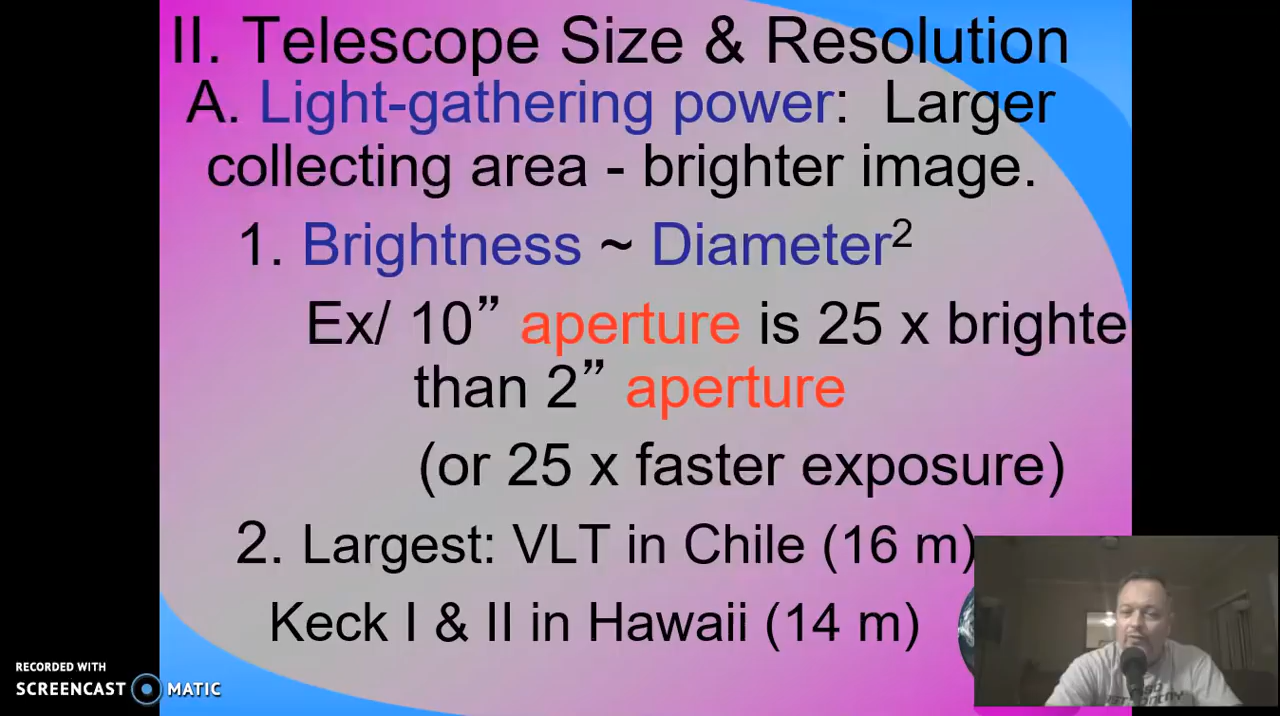 II. Telescope Size & Resolution
A. Light-gathering power: Larger
collecting area - brighter image.
1. Brightness ~ Diameter²
Ex/ 10” aperture is 25 x brighte
than 2” aperture
(or 25 x faster exposure)
2. Largest: VLT in Chile (16 m)
Keck I & II in Hawaii (14 m)
RECORDED WITH
SCREENCAST MATIC